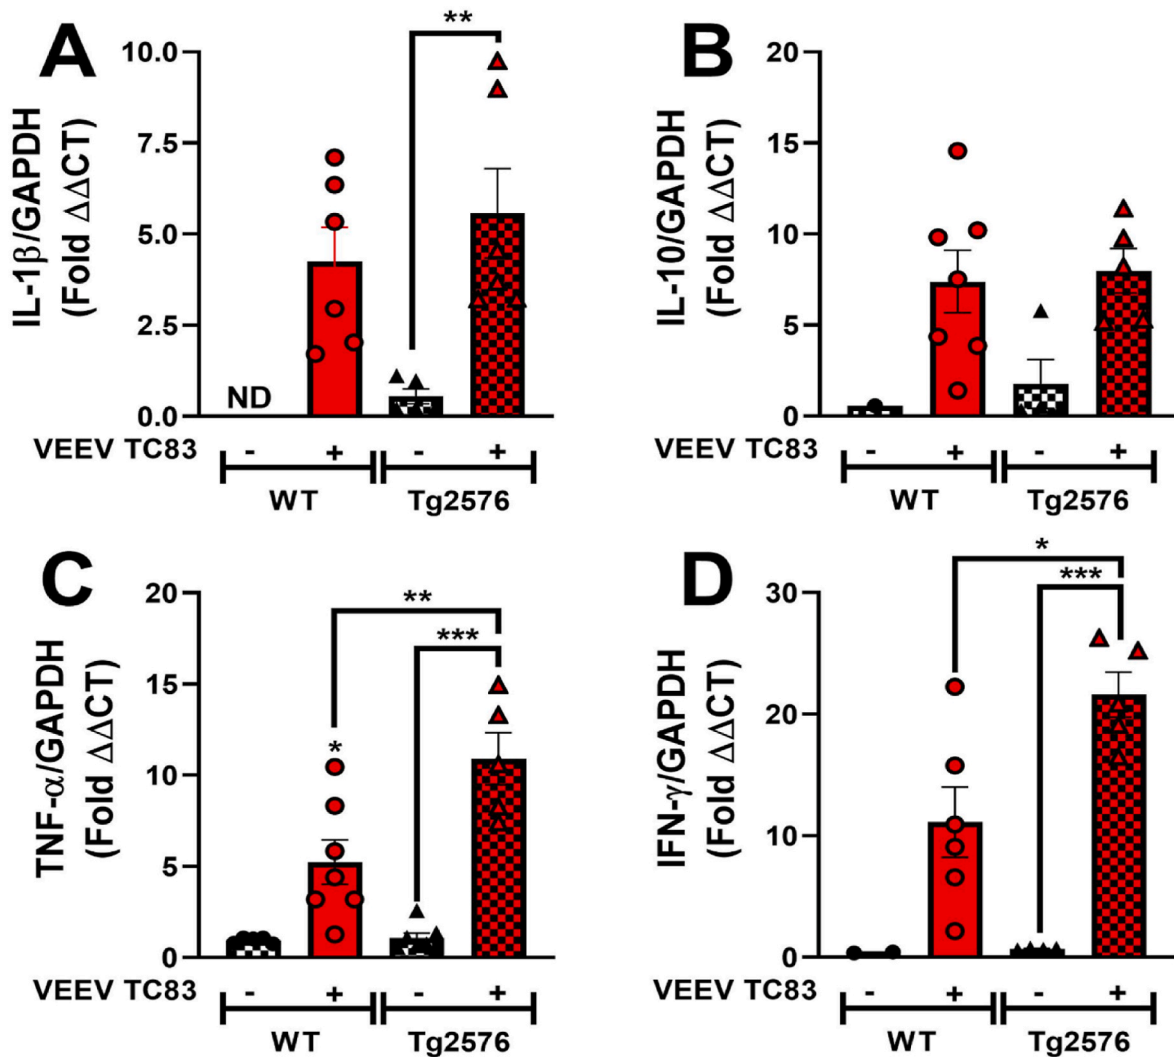 A
IL-1β/GAPDH
(Fold ΔΔCT)
10.0
7.5
5.0
2.5
0.0
**
ND
VEEV TC83
- + - +
WT Tg2576
B
IL-10/GAPDH
(Fold ΔΔCT)
20
15
10
5
0
VEEV TC83
- + - +
WT Tg2576
C
TNF-α/GAPDH
(Fold ΔΔCT)
20
15
10
5
0
**
***
*
VEEV TC83
- + - +
WT Tg2576
D
IFN-γ/GAPDH
(Fold ΔΔCT)
30
20
10
0
*
***
VEEV TC83
- + - +
WT Tg2576